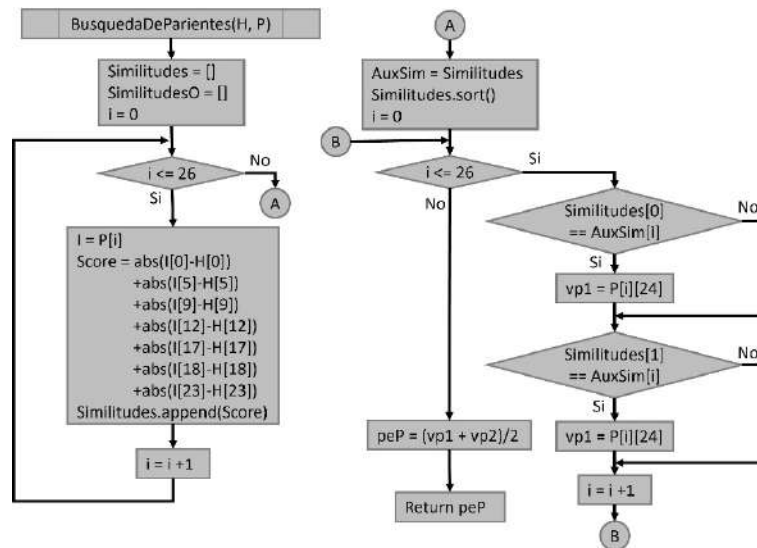 BusquedaDeParientes(H, P)
Similitudes = []
SimilitudesO = []
i = 0
i <= 26
No
Si
A
I = P[i]
Score = abs(I[0]-H[0])
+abs(I[5]-H[5])
+abs(I[9]-H[9])
+abs(I[12]-H[12])
+abs(I[17]-H[17])
+abs(I[18]-H[18])
+abs(I[23]-H[23])
Similitudes.append(Score)
i = i +1
A
AuxSim = Similitudes
Similitudes.sort()
i = 0
B
i <= 26
Si
No
Similitudes[0]
== AuxSim[i]
No
Si
vp1 = P[i][24]
Similitudes[1]
== AuxSim[i]
No
Si
vp1 = P[i][24]
i = i +1
B
peP = (vp1 + vp2)/2
Return peP